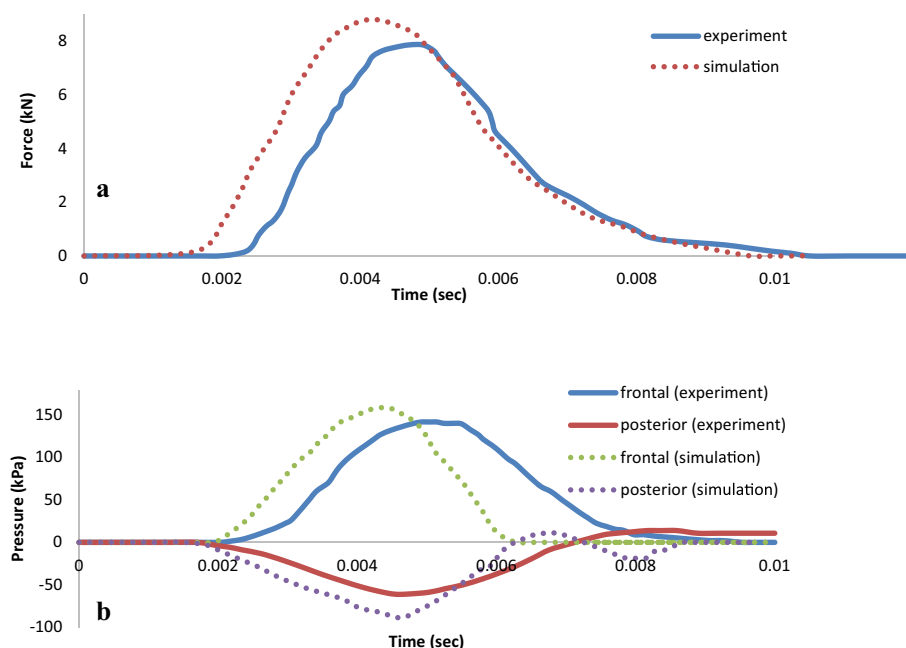 8
6
4
2
0
Force (kN)
a
experiment
simulation
0 0.002 0.004 0.006 0.008 0.01
Time (sec)
150
100
50
0
-50
-100
Pressure (kPa)
frontal (experiment)
posterior (experiment)
frontal (simulation)
posterior (simulation)
0 0.002 0.004 0.006 0.008 0.01
b
Time (sec)